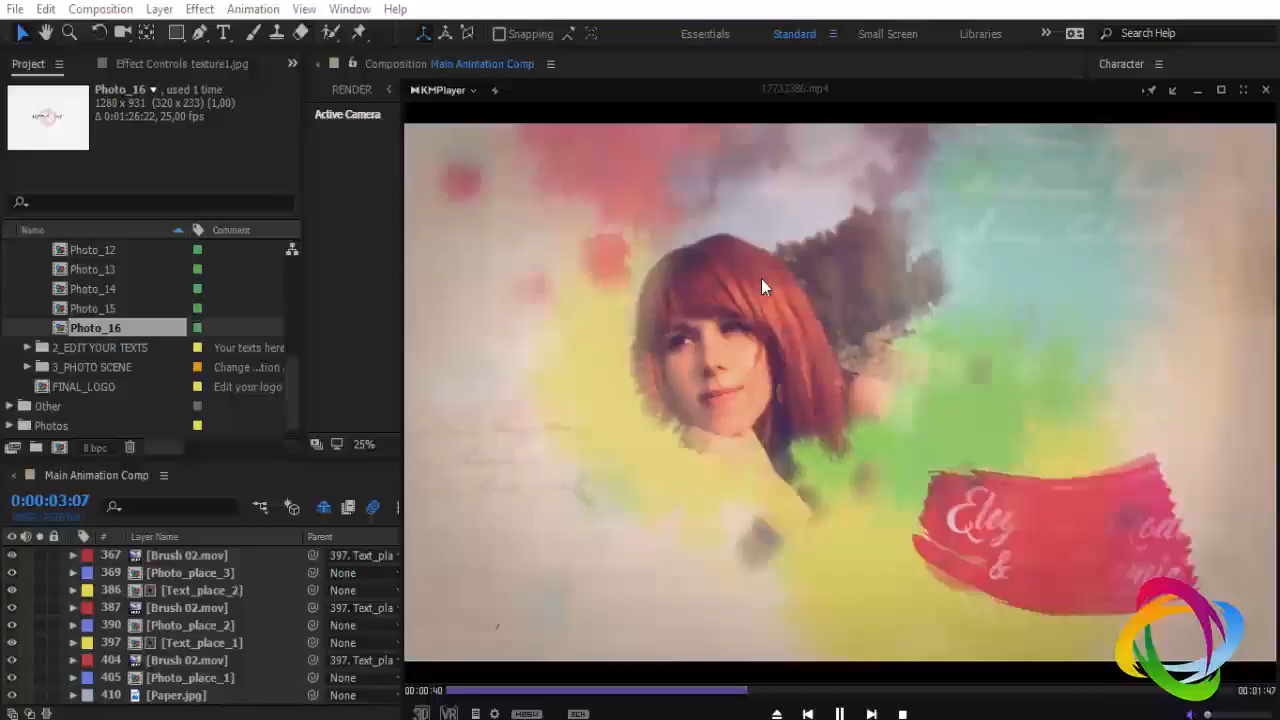 File Edit Composition Layer Effect Animation View Window Help
Snapping Essentials Standard Small Screen Libraries Search Help
Project Effect Controls texture1.jpg Composition Main Animation Comp Character
Photo_16 , used 1 time
1280 x 931 (320 x 233) (1,00)
Δ 0:01:26:22, 25,00 fps
RENDER
KMPlayer 17732386.mp4
Active Camera
Name Comment
Photo_12
Photo_13
Photo_14
Photo_15
Photo_16
2_EDIT YOUR TEXTS Your texts here
3_PHOTO SCENE Change ...tion
FINAL_LOGO Edit your logo
Other
Photos
8 bpc 25%
Main Animation Comp
0:00:03:07
# Layer Name Parent
367 [Brush 02.mov] 397. Text_pla
369 [Photo_place_3] None
386 [Text_place_2] None
387 [Brush 02.mov] 397. Text_pla
390 [Photo_place_2] None
397 [Text_place_1] None
404 [Brush 02.mov] 397. Text_pla
405 [Photo_place_1] None
410 [Paper.jpg] None
&
00:00:40 00:01:47
3D VR